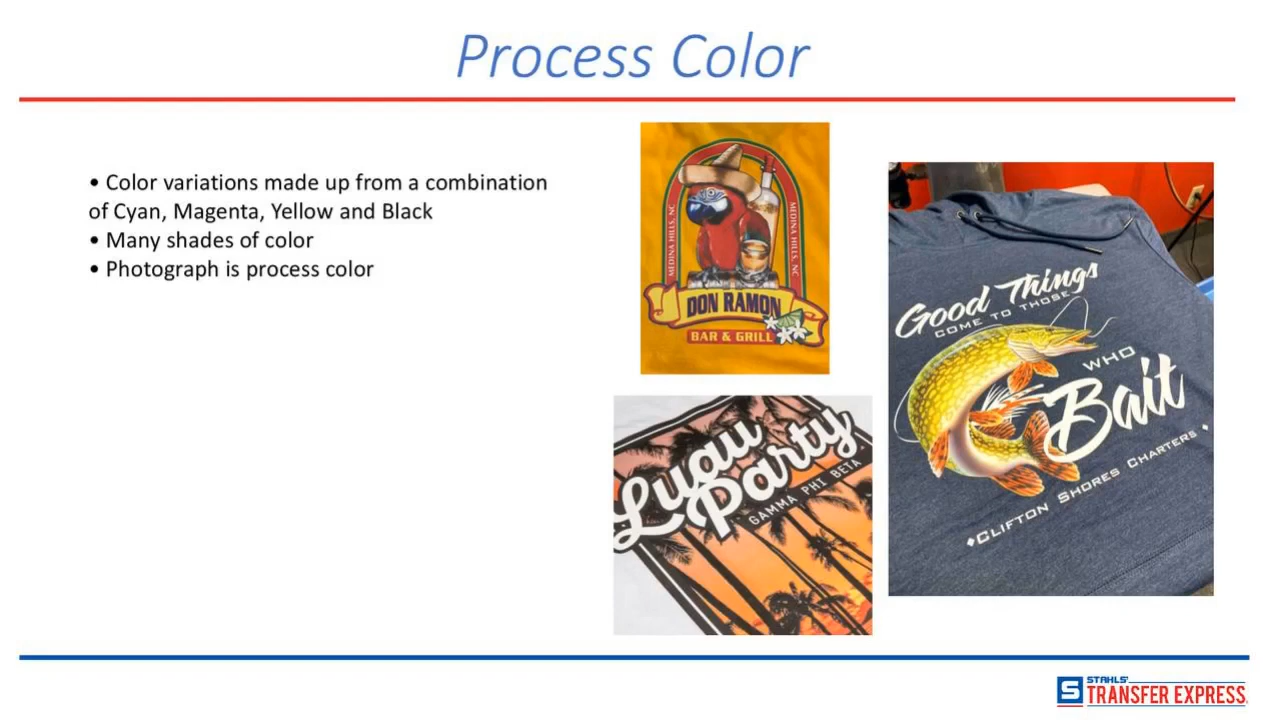 Process Color
• Color variations made up from a combination
of Cyan, Magenta, Yellow and Black
• Many shades of color
• Photograph is process color
MEDINA HILLS, NC
MEDINA HILLS, NC
DON RAMON
BAR & GRILL
Luau
Party
GAMMA PHI BETA
Good Things
COME TO THOSE
WHO
Bait
CLIFTON SHORES CHARTERS
S STAHLS'
TRANSFER EXPRESS